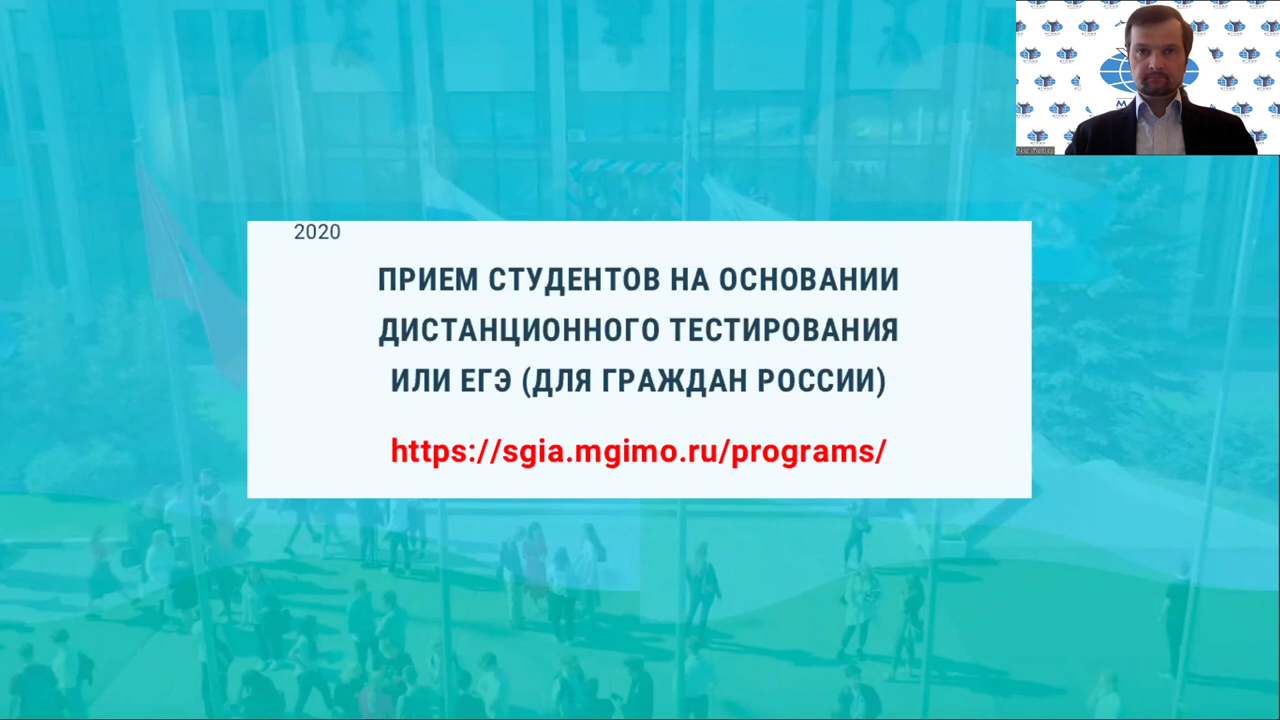 2020
ПРИЕМ СТУДЕНТОВ НА ОСНОВАНИИ
ДИСТАНЦИОННОГО ТЕСТИРОВАНИЯ
ИЛИ ЕГЭ (ДЛЯ ГРАЖДАН РОССИИ)
https://sgia.mgimo.ru/programs/